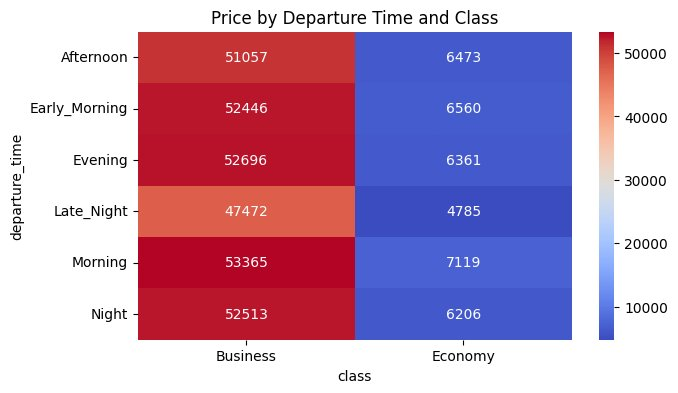 Price by Departure Time and Class
departure_time
Afternoon 51057 6473
Early_Morning 52446 6560
Evening 52696 6361
Late_Night 47472 4785
Morning 53365 7119
Night 52513 6206
Business Economy
class
50000
40000
30000
20000
10000